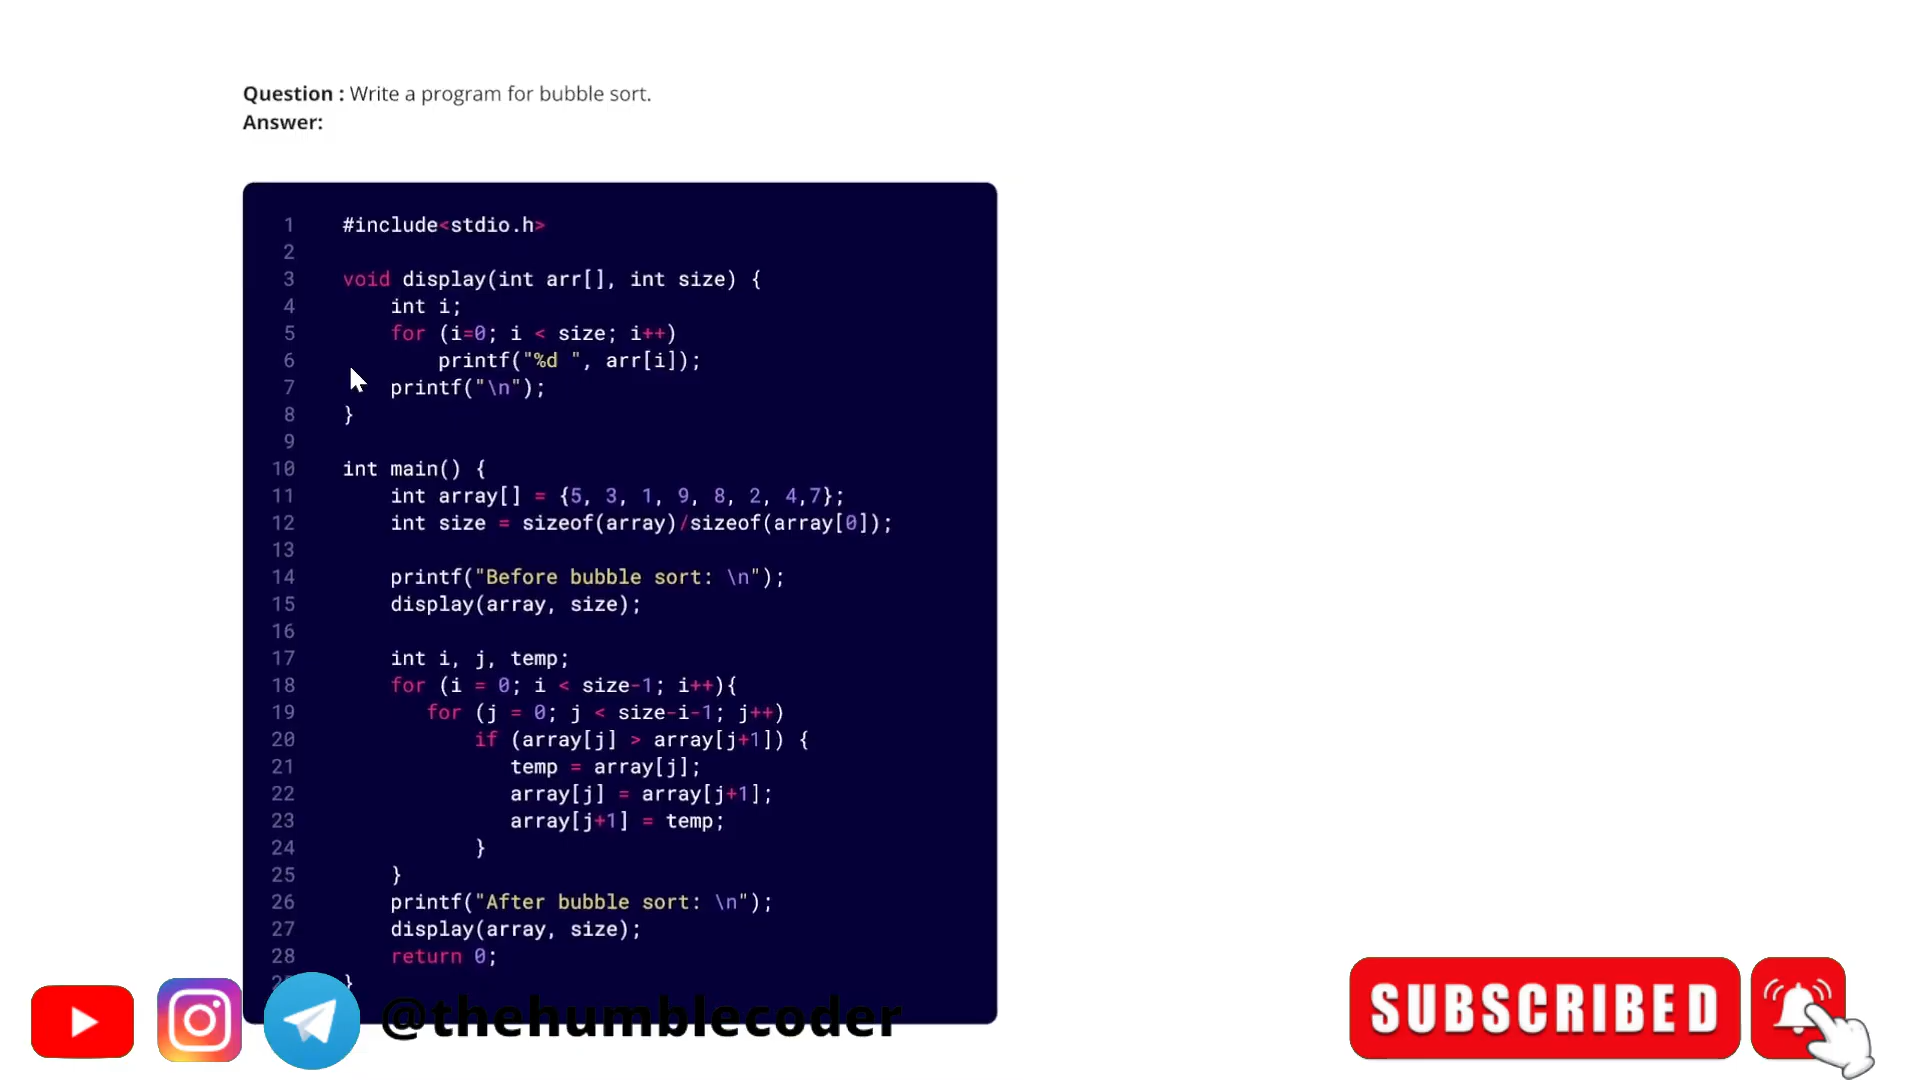 Question : Write a program for bubble sort.
Answer:
1 #include<stdio.h>
2
3 void display(int arr[], int size) {
4 int i;
5 for (i=0; i < size; i++)
6 printf("%d ", arr[i]);
7 printf("\n");
8 }
9
10 int main() {
11 int array[] = {5, 3, 1, 9, 8, 2, 4,7};
12 int size = sizeof(array)/sizeof(array[0]);
13
14 printf("Before bubble sort: \n");
15 display(array, size);
16
17 int i, j, temp;
18 for (i = 0; i < size-1; i++){
19 for (j = 0; j < size-i-1; j++)
20 if (array[j] > array[j+1]) {
21 temp = array[j];
22 array[j] = array[j+1];
23 array[j+1] = temp;
24 }
25 }
26 printf("After bubble sort: \n");
27 display(array, size);
28 return 0;
}
@thehumblecoder
SUBSCRIBED